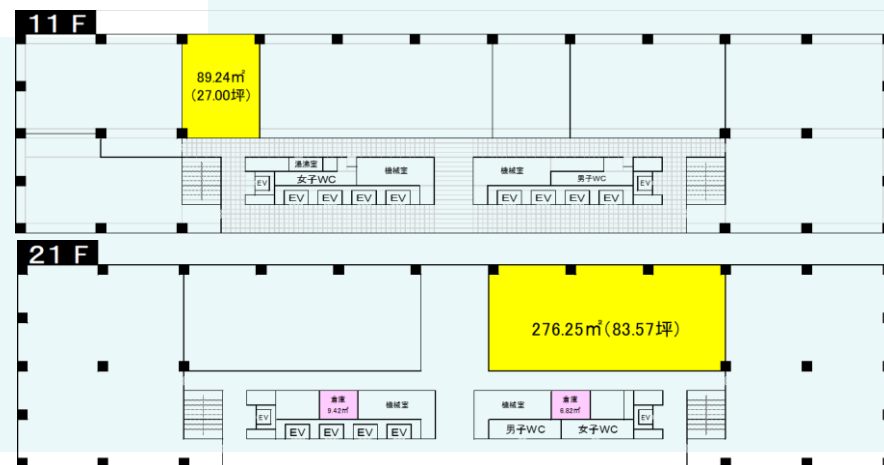 11 F
89.24㎡
(27.00坪)
湯沸室
女子WC
機械室
機械室
男子WC
EV
EV
EV EV EV EV
EV EV EV EV
21 F
276.25㎡(83.57坪)
倉庫
9.42㎡
機械室
機械室
倉庫
6.82㎡
EV
EV
EV EV EV EV
男子WC 女子WC